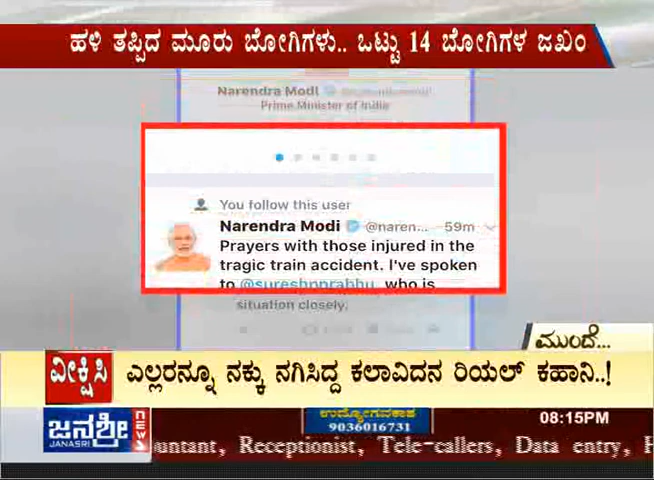 ಹಳಿ ತಪ್ಪಿದ ಮೂರು ಬೋಗಿಗಳು.. ಒಟ್ಟು 14 ಬೋಗಿಗಳ ಜಖಂ
Narendra Modi
Prime Minister of India
You follow this user
Narendra Modi @naren... 59m
Prayers with those injured in the
tragic train accident. I've spoken
to @sureshpprabhu who is
situation closely.
ಮುಂದೆ...
ವೀಕ್ಷಿಸಿ ಎಲ್ಲರನ್ನೂ ನಕ್ಕು ನಗಿಸಿದ್ದ ಕಲಾವಿದನ ರಿಯಲ್ ಕಹಾನಿ..!
ಜನಶ್ರೀ
JANASRI
NEWS
ಉದ್ಯೋಗವಕಾಶ
9036016731
08:15PM
ountant, Receptionist, Tele-callers, Data entry, H